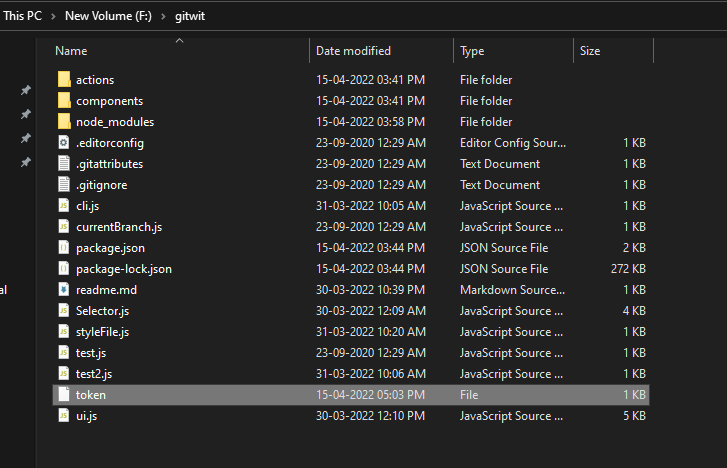 This PC > New Volume (F:) > gitwit
Name Date modified Type Size
actions 15-04-2022 03:41 PM File folder
components 15-04-2022 03:41 PM File folder
node_modules 15-04-2022 03:58 PM File folder
.editorconfig 23-09-2020 12:29 AM Editor Config Sour... 1 KB
.gitattributes 23-09-2020 12:29 AM Text Document 1 KB
.gitignore 23-09-2020 12:29 AM Text Document 1 KB
cli.js 31-03-2022 10:05 AM JavaScript Source ... 1 KB
currentBranch.js 23-09-2020 12:29 AM JavaScript Source ... 1 KB
package.json 15-04-2022 03:44 PM JSON Source File 2 KB
al
package-lock.json 15-04-2022 03:44 PM JSON Source File 272 KB
readme.md 30-03-2022 10:39 PM Markdown Source... 1 KB
Selector.js 30-03-2022 12:09 AM JavaScript Source ... 4 KB
styleFile.js 31-03-2022 10:20 AM JavaScript Source ... 1 KB
test.js 23-09-2020 12:29 AM JavaScript Source ... 1 KB
test2.js 31-03-2022 10:06 AM JavaScript Source ... 1 KB
token 15-04-2022 05:03 PM File 1 KB
ui.js 30-03-2022 12:10 PM JavaScript Source ... 5 KB